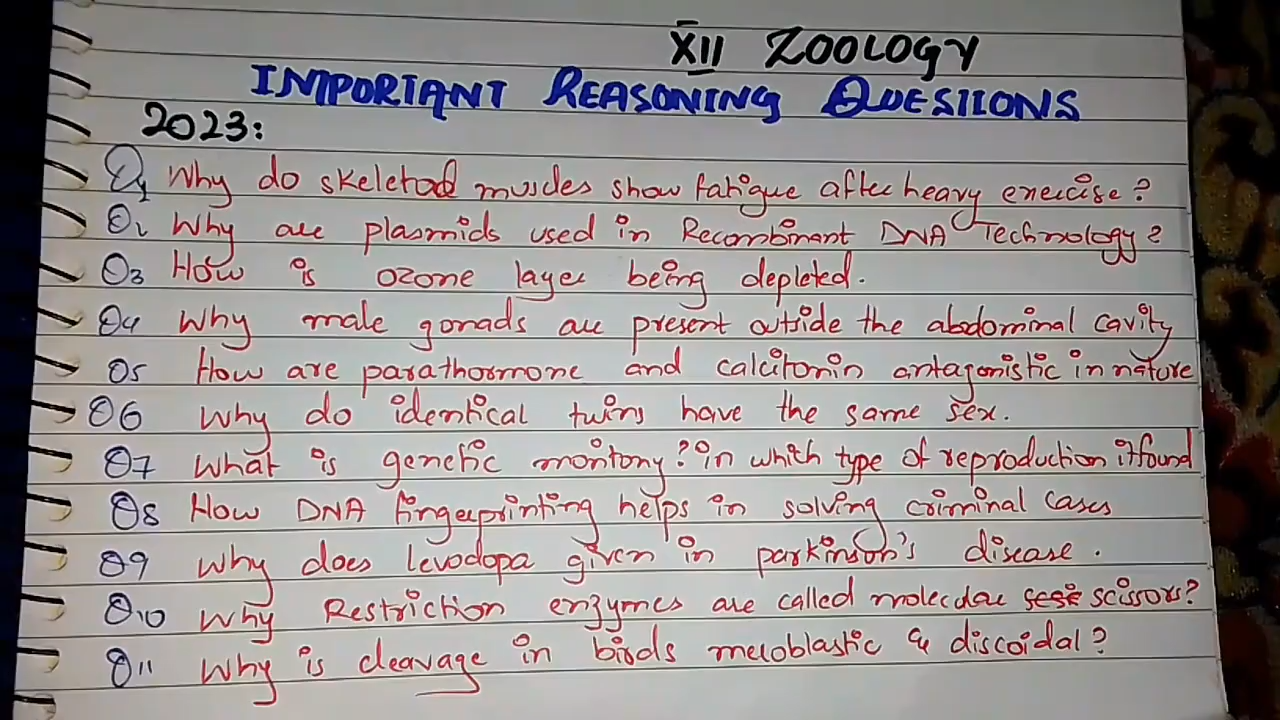 XII ZOOLOGY
IMPORTANT REASONING QUESTIONS
2023:
Q1 Why do skeletal muscles show fatigue after heavy exercise?
Q2 Why are plasmids used in Recombinant DNA Technology?
Q3 How is ozone layer being depleted.
Q4 Why male gonads are present outside the abdominal cavity
Q5 How are parathormone and calcitonin antagonistic in nature
Q6 Why do identical twins have the same sex.
Q7 What is genetic montony? in which type of reproduction it found
Q8 How DNA fingerprinting helps in solving criminal cases
Q9 Why does levodopa given in parkinson's disease.
Q10 Why Restriction enzymes are called molecular scissors?
Q11 Why is cleavage in birds meroblastic & discoidal?